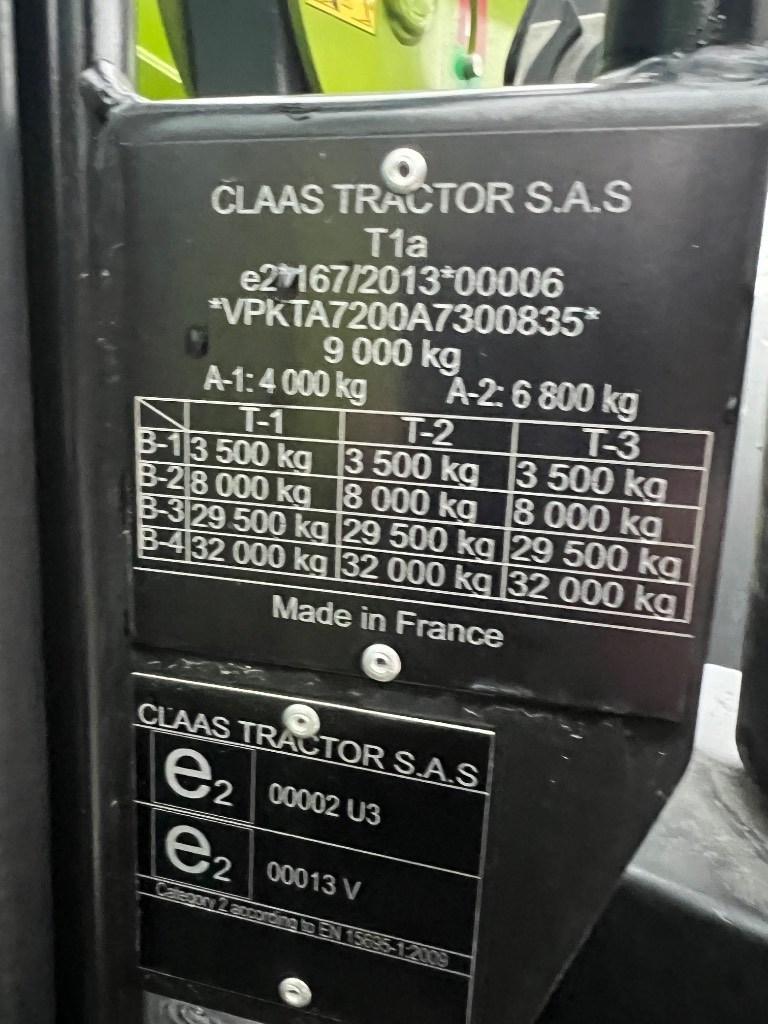 CLAAS TRACTOR S.A.S
T1a
e2*167/2013*00006
*VPKTA7200A7300835*
9 000 kg
A-1: 4 000 kg A-2: 6 800 kg
T-1 T-2 T-3
B-1 3 500 kg 3 500 kg 3 500 kg
B-2 8 000 kg 8 000 kg 8 000 kg
B-3 29 500 kg 29 500 kg 29 500 kg
B-4 32 000 kg 32 000 kg 32 000 kg
Made in France
CLAAS TRACTOR S.A.S
e2 00002 U3
e2 00013 V
Category 2 according to EN 15695-1:2009